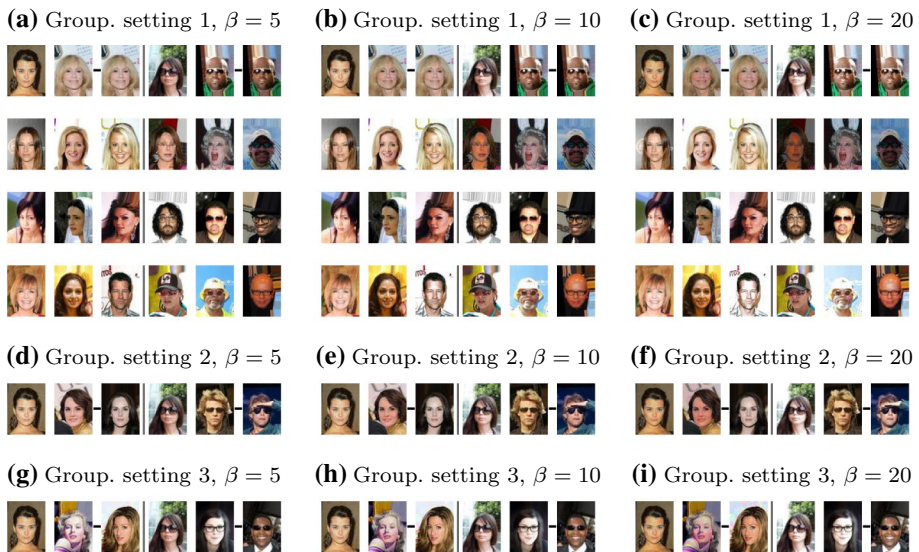 (a) Group. setting 1, β = 5
(b) Group. setting 1, β = 10
(c) Group. setting 1, β = 20
(d) Group. setting 2, β = 5
(e) Group. setting 2, β = 10
(f) Group. setting 2, β = 20
(g) Group. setting 3, β = 5
(h) Group. setting 3, β = 10
(i) Group. setting 3, β = 20